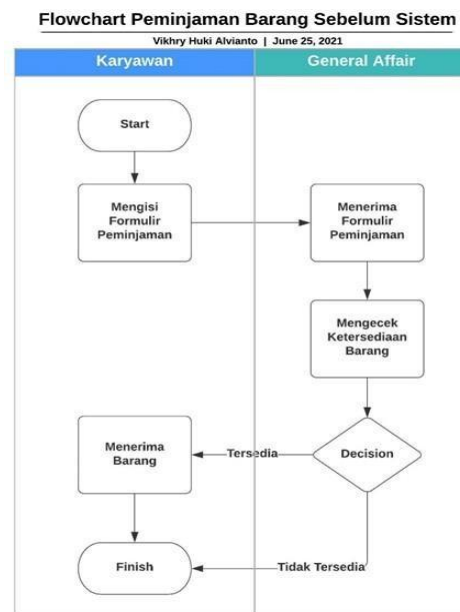 Flowchart Peminjaman Barang Sebelum Sistem
Vikhry Huki Alvianto | June 25, 2021
Karyawan
General Affair
Start
Mengisi
Formulir
Peminjaman
Menerima
Formulir
Peminjaman
Mengecek
Ketersediaan
Barang
Decision
Tersedia
Menerima
Barang
Tidak Tersedia
Finish